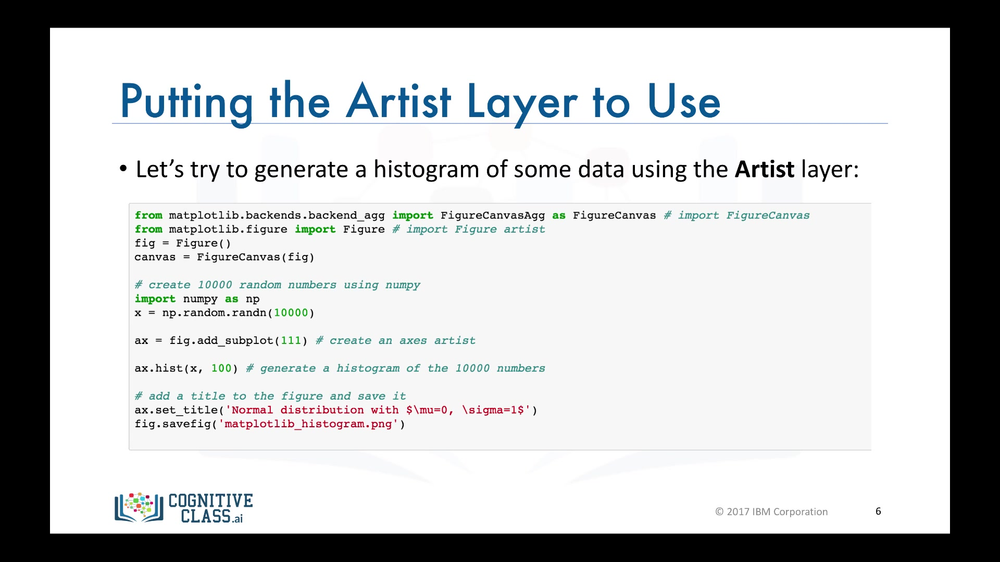 Putting the Artist Layer to Use
• Let’s try to generate a histogram of some data using the Artist layer:
from matplotlib.backends.backend_agg import FigureCanvasAgg as FigureCanvas # import FigureCanvas
from matplotlib.figure import Figure # import Figure artist
fig = Figure()
canvas = FigureCanvas(fig)
# create 10000 random numbers using numpy
import numpy as np
x = np.random.randn(10000)
ax = fig.add_subplot(111) # create an axes artist
ax.hist(x, 100) # generate a histogram of the 10000 numbers
# add a title to the figure and save it
ax.set_title('Normal distribution with $\mu=0, \sigma=1$')
fig.savefig('matplotlib_histogram.png')
COGNITIVE
CLASS.ai
© 2017 IBM Corporation 6